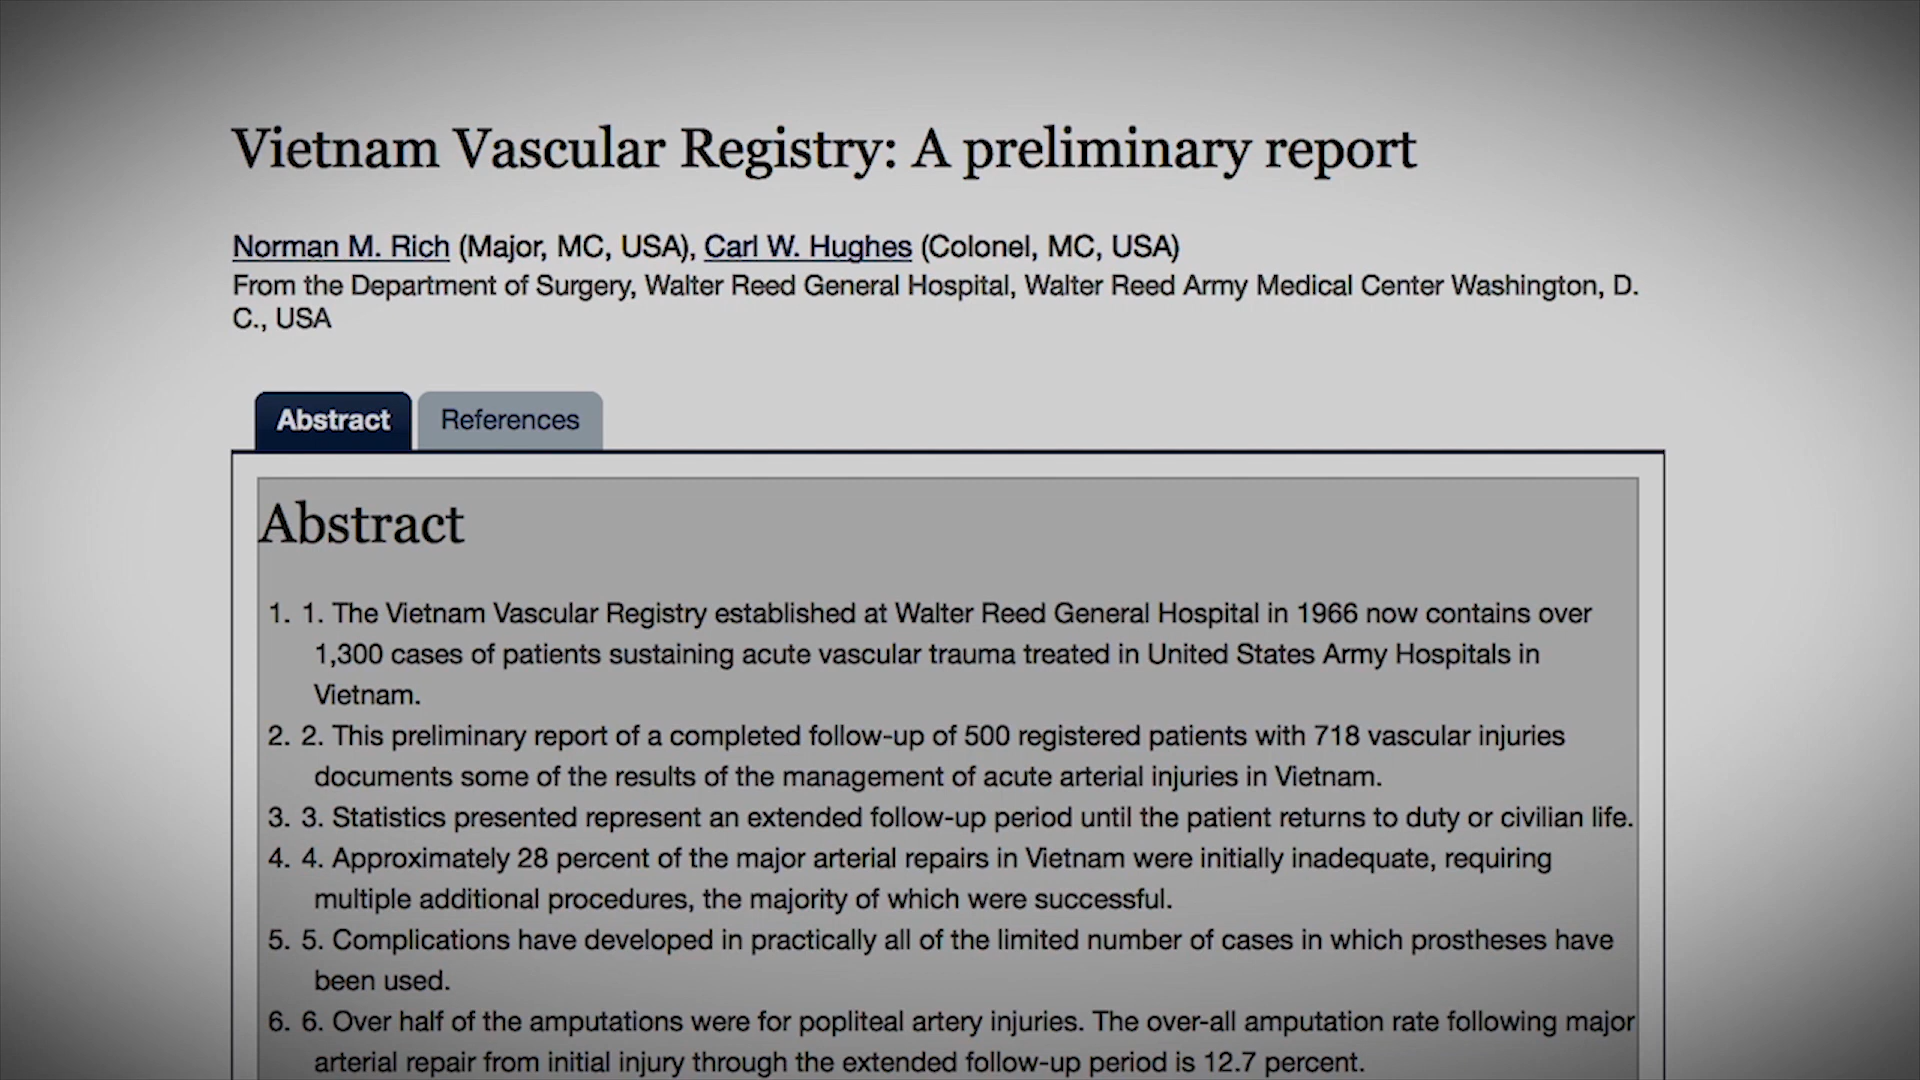 Vietnam Vascular Registry: A preliminary report
Norman M. Rich (Major, MC, USA), Carl W. Hughes (Colonel, MC, USA)
From the Department of Surgery, Walter Reed General Hospital, Walter Reed Army Medical Center Washington, D.
C., USA
Abstract References
Abstract
1. 1. The Vietnam Vascular Registry established at Walter Reed General Hospital in 1966 now contains over
1,300 cases of patients sustaining acute vascular trauma treated in United States Army Hospitals in
Vietnam.
2. 2. This preliminary report of a completed follow-up of 500 registered patients with 718 vascular injuries
documents some of the results of the management of acute arterial injuries in Vietnam.
3. 3. Statistics presented represent an extended follow-up period until the patient returns to duty or civilian life.
4. 4. Approximately 28 percent of the major arterial repairs in Vietnam were initially inadequate, requiring
multiple additional procedures, the majority of which were successful.
5. 5. Complications have developed in practically all of the limited number of cases in which prostheses have
been used.
6. 6. Over half of the amputations were for popliteal artery injuries. The over-all amputation rate following major
arterial repair from initial injury through the extended follow-up period is 12.7 percent.